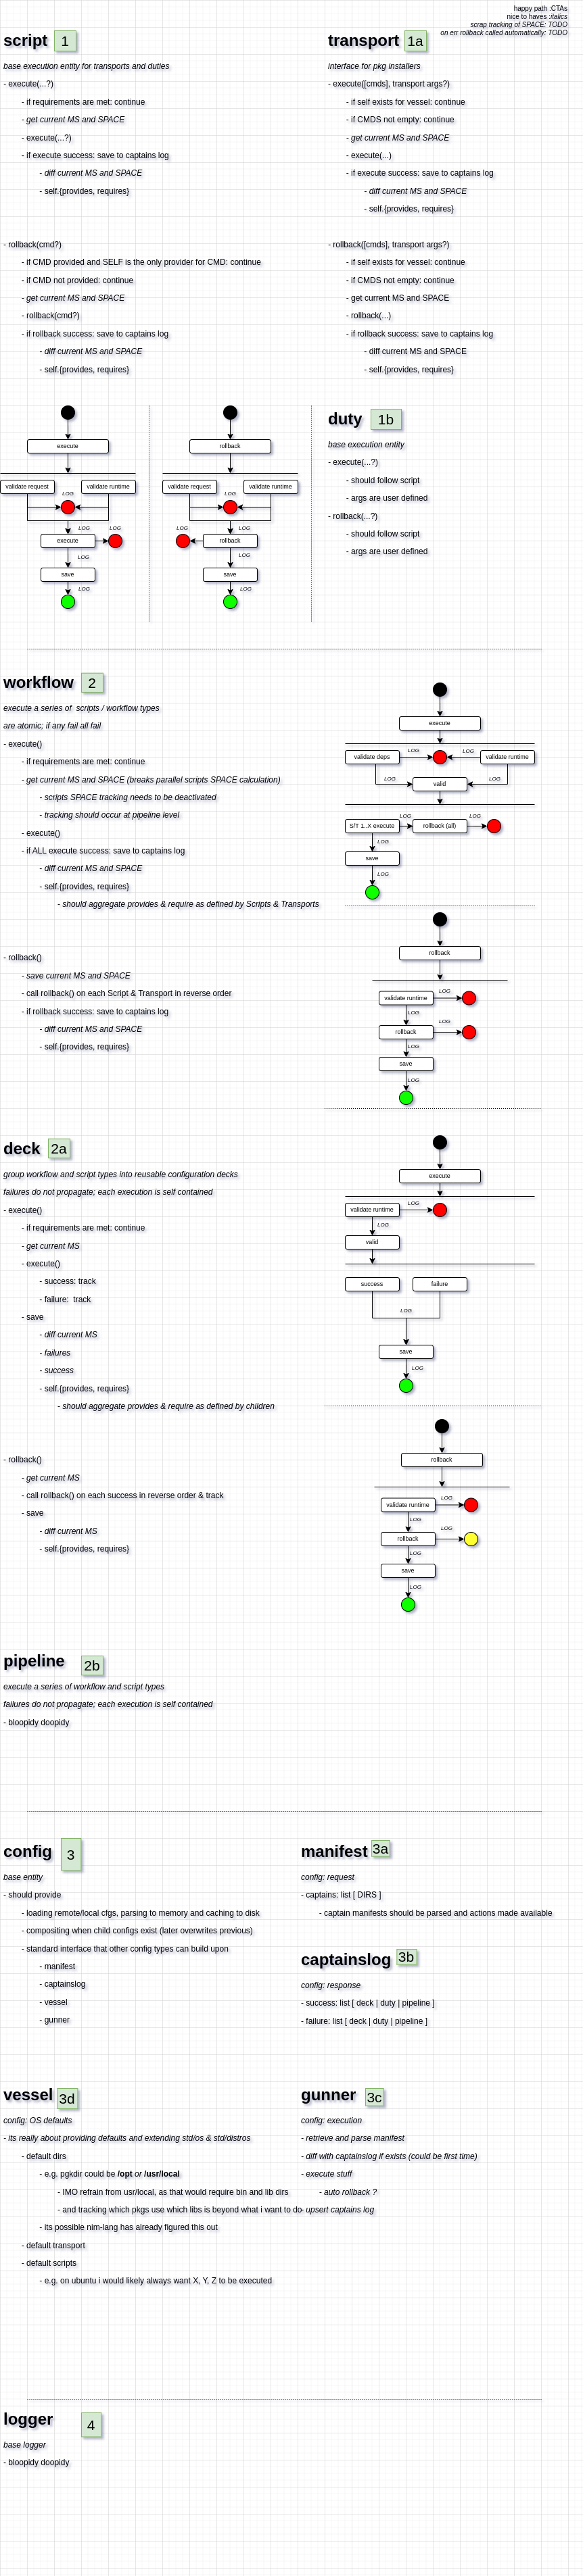 happy path :CTAs
nice to haves :italics
scrap tracking of SPACE: TODO
on err rollback called automatically: TODO
script
1
base execution entity for transports and duties
- execute(...?)
- if requirements are met: continue
- get current MS and SPACE
- execute(...?)
- if execute success: save to captains log
- diff current MS and SPACE
- self.{provides, requires}
- rollback(cmd?)
- if CMD provided and SELF is the only provider for CMD: continue
- if CMD not provided: continue
- get current MS and SPACE
- rollback(cmd?)
- if rollback success: save to captains log
- diff current MS and SPACE
- self.{provides, requires}
transport
1a
interface for pkg installers
- execute([cmds], transport args?)
- if self exists for vessel: continue
- if CMDS not empty: continue
- get current MS and SPACE
- execute(...)
- if execute success: save to captains log
- diff current MS and SPACE
- self.{provides, requires}
- rollback([cmds], transport args?)
- if self exists for vessel: continue
- if CMDS not empty: continue
- get current MS and SPACE
- rollback(...)
- if rollback success: save to captains log
- diff current MS and SPACE
- self.{provides, requires}
execute
validate request
validate runtime
LOG
LOG
LOG
execute
LOG
save
LOG
rollback
validate request
validate runtime
LOG
LOG
LOG
rollback
LOG
save
LOG
duty
1b
base execution entity
- execute(...?)
- should follow script
- args are user defined
- rollback(...?)
- should follow script
- args are user defined
workflow
2
execute a series of scripts / workflow types
are atomic; if any fail all fail
- execute()
- if requirements are met: continue
- get current MS and SPACE (breaks parallel scripts SPACE calculation)
- scripts SPACE tracking needs to be deactivated
- tracking should occur at pipeline level
- execute()
- if ALL execute success: save to captains log
- diff current MS and SPACE
- self.{provides, requires}
- should aggregate provides & require as defined by Scripts & Transports
- rollback()
- save current MS and SPACE
- call rollback() on each Script & Transport in reverse order
- if rollback success: save to captains log
- diff current MS and SPACE
- self.{provides, requires}
execute
validate deps
LOG
LOG
validate runtime
LOG
valid
LOG
S/T 1..X execute
LOG
rollback (all)
LOG
LOG
save
LOG
rollback
validate runtime
LOG
LOG
rollback
LOG
LOG
save
LOG
deck
2a
group workflow and script types into reusable configuration decks
failures do not propagate; each execution is self contained
- execute()
- if requirements are met: continue
- get current MS
- execute()
- success: track
- failure:  track
- save
- diff current MS
- failures
- success
- self.{provides, requires}
- should aggregate provides & require as defined by children
- rollback()
- get current MS
- call rollback() on each success in reverse order & track
- save
- diff current MS
- self.{provides, requires}
execute
validate runtime
LOG
LOG
valid
success
failure
LOG
save
LOG
rollback
validate runtime
LOG
LOG
rollback
LOG
LOG
save
LOG
pipeline
2b
execute a series of workflow and script types
failures do not propagate; each execution is self contained
- bloopidy doopidy
config
3
base entity
- should provide
- loading remote/local cfgs, parsing to memory and caching to disk
- compositing when child configs exist (later overwrites previous)
- standard interface that other config types can build upon
- manifest
- captainslog
- vessel
- gunner
manifest
3a
config: request
- captains: list [ DIRS ]
- captain manifests should be parsed and actions made available
captainslog
3b
config: response
- success: list [ deck | duty | pipeline ]
- failure: list [ deck | duty | pipeline ]
vessel
3d
config: OS defaults
- its really about providing defaults and extending std/os & std/distros
- default dirs
- e.g. pgkdir could be /opt or /usr/local
- IMO refrain from usr/local, as that would require bin and lib dirs
- and tracking which pkgs use which libs is beyond what i want to do
- its possible nim-lang has already figured this out
- default transport
- default scripts
- e.g. on ubuntu i would likely always want X, Y, Z to be executed
gunner
3c
config: execution
- retrieve and parse manifest
- diff with captainslog if exists (could be first time)
- execute stuff
- auto rollback ?
- upsert captains log
logger
4
base logger
- bloopidy doopidy